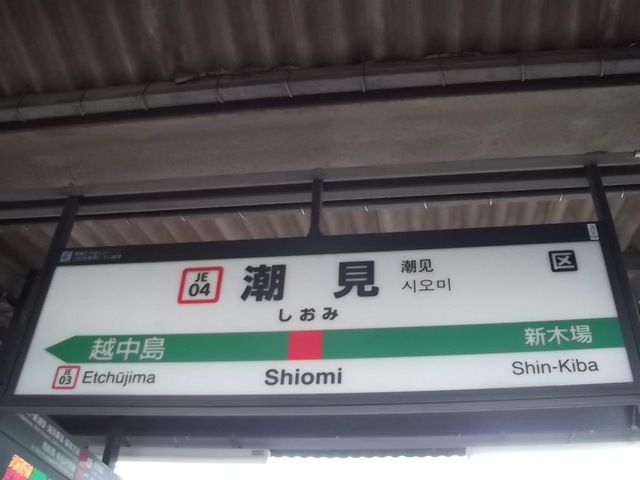 JE
04
潮見
潮见
시오미
区
しおみ
越中島
新木場
JE
03
Etchūjima
Shiomi
Shin-Kiba